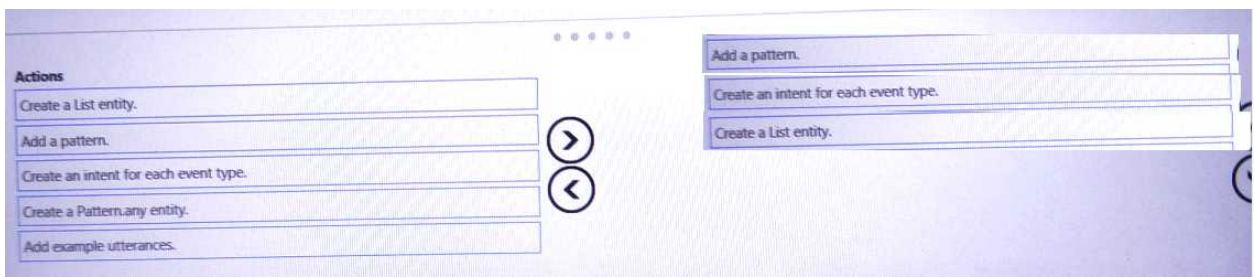 Actions
Create a List entity.
Add a pattern.
Create an intent for each event type.
Create a Pattern.any entity.
Add example utterances.
Add a pattern.
Create an intent for each event type.
Create a List entity.